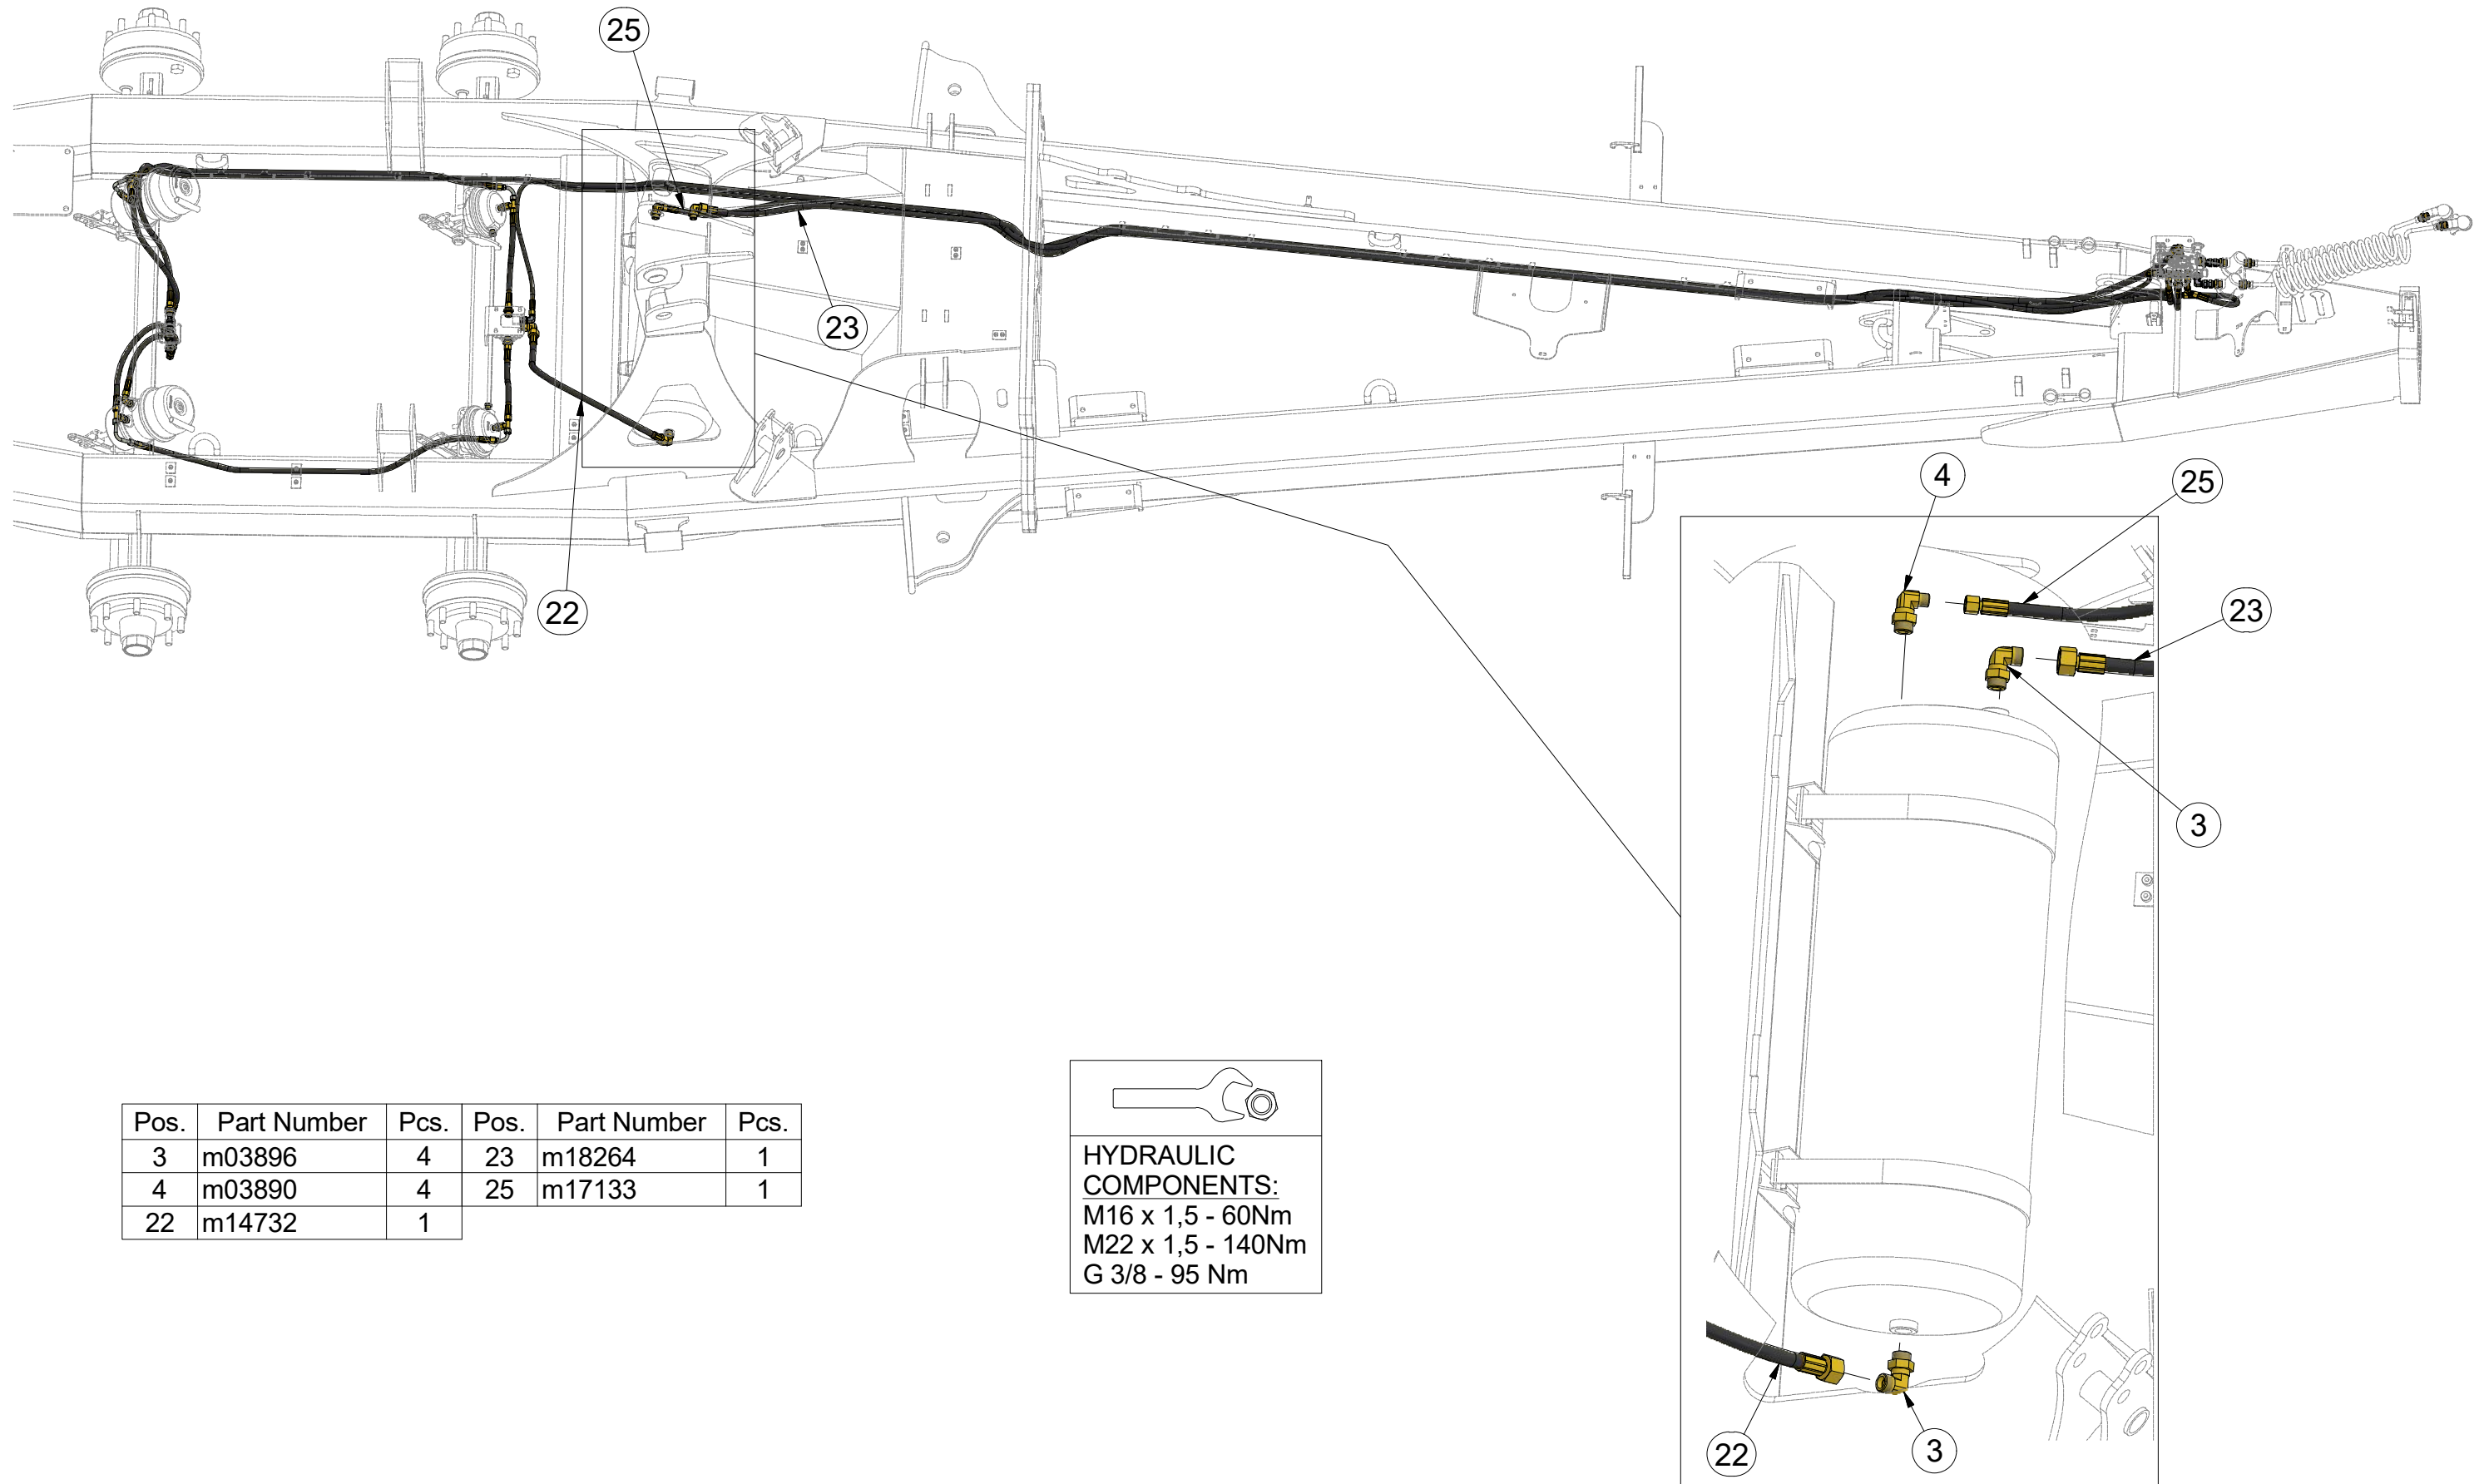 25
23
22
4
25
23
3
22
3
Pos. Part Number Pcs. Pos. Part Number Pcs.
3 m03896 4 23 m18264 1
4 m03890 4 25 m17133 1
22 m14732 1
HYDRAULIC
COMPONENTS:
M16 x 1,5 - 60Nm
M22 x 1,5 - 140Nm
G 3/8 - 95 Nm